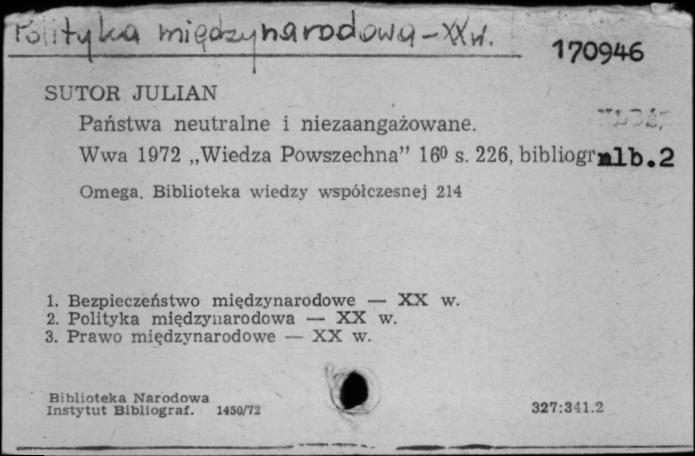 Polityka międzynarodowa - XX w.
170946
SUTOR JULIAN
Państwa neutralne i niezaangażowane.
Wwa 1972 „Wiedza Powszechna” 16⁰ s. 226, bibliogr nlb.2
Omega. Biblioteka wiedzy współczesnej 214
1. Bezpieczeństwo międzynarodowe — XX w.
2. Polityka międzynarodowa — XX w.
3. Prawo międzynarodowe — XX w.
Biblioteka Narodowa
Instytut Bibliograf. 1450/72
327:341.2